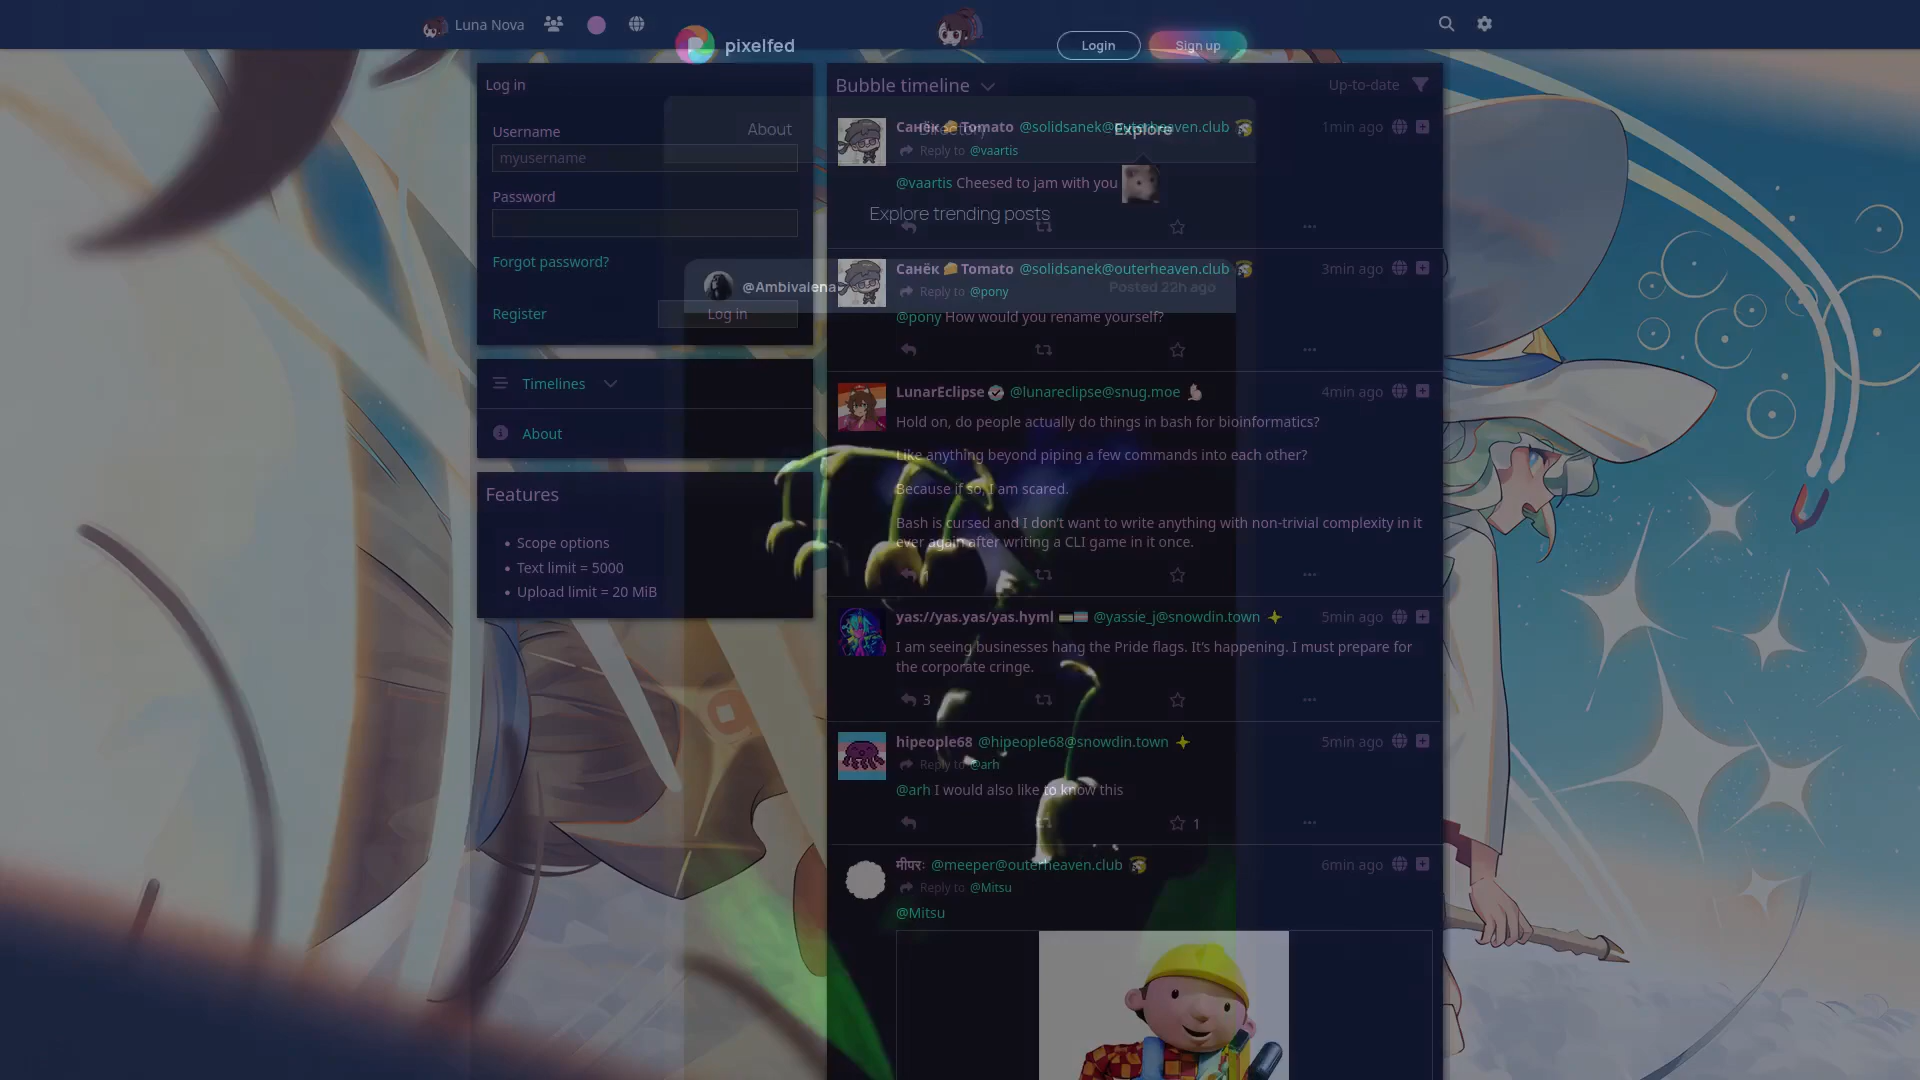 Luna Nova
pixelfed
Login
Sign up
Log in
Username
myusername
Password
Forgot password?
Register
Log in
Timelines
About
Features
Scope options
Text limit = 5000
Upload limit = 20 MiB
About
Directory
Explore
Explore trending posts
@Ambivalena
Posted 22h ago
Bubble timeline
Up-to-date
Санёк 🧀 Tomato @solidsanek@outerheaven.club
1min ago
Reply to @vaartis
@vaartis Cheesed to jam with you
Санёк 🧀 Tomato @solidsanek@outerheaven.club
3min ago
Reply to @pony
@pony How would you rename yourself?
LunarEclipse @lunareclipse@snug.moe
4min ago
Hold on, do people actually do things in bash for bioinformatics?
Like anything beyond piping a few commands into each other?
Because if so, I am scared.
Bash is cursed and I don't want to write anything with non-trivial complexity in it
ever again after writing a CLI game in it once.
1
yas://yas.yas/yas.hyml @yassie_j@snowdin.town
5min ago
I am seeing businesses hang the Pride flags. It's happening. I must prepare for
the corporate cringe.
3
hipeople68 @hipeople68@snowdin.town
5min ago
Reply to @arh
@arh I would also like to know this
1
मीपरः @meeper@outerheaven.club
6min ago
Reply to @Mitsu
@Mitsu